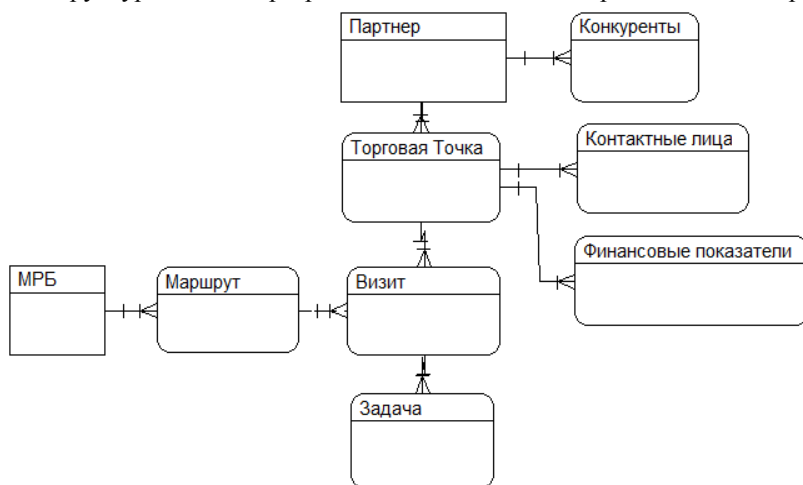 Партнер
Конкуренты
Торговая Точка
Контактные лица
Финансовые показатели
МРБ
Маршрут
Визит
Задача